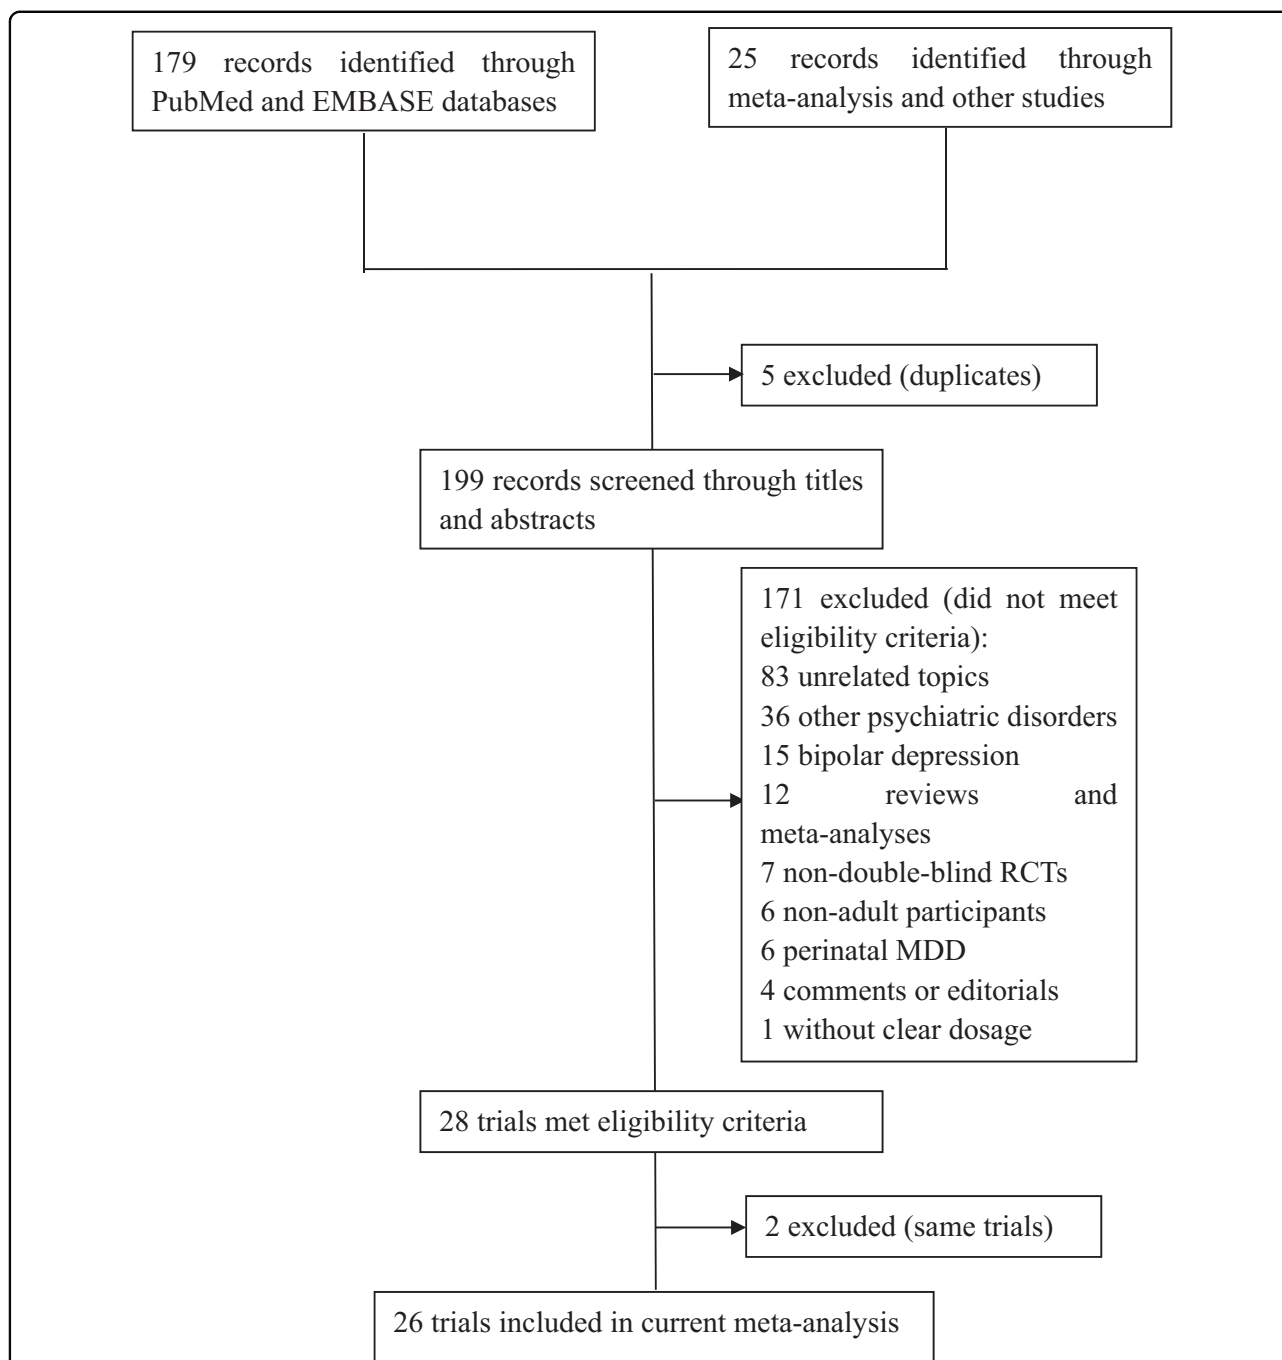 179 records identified through
PubMed and EMBASE databases
25 records identified through
meta-analysis and other studies
5 excluded (duplicates)
199 records screened through titles
and abstracts
171 excluded (did not meet
eligibility criteria):
83 unrelated topics
36 other psychiatric disorders
15 bipolar depression
12 reviews and
meta-analyses
7 non-double-blind RCTs
6 non-adult participants
6 perinatal MDD
4 comments or editorials
1 without clear dosage
28 trials met eligibility criteria
2 excluded (same trials)
26 trials included in current meta-analysis